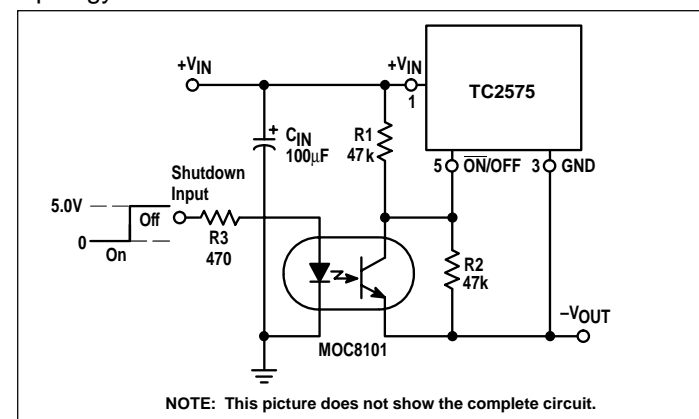 +VIN
+VIN
1
TC2575
+
CIN
100μF
R1
47k
5
ON/OFF
3
GND
Shutdown
Input
5.0V
Off
0
On
R3
470
R2
47k
–VOUT
MOC8101
NOTE: This picture does not show the complete circuit.